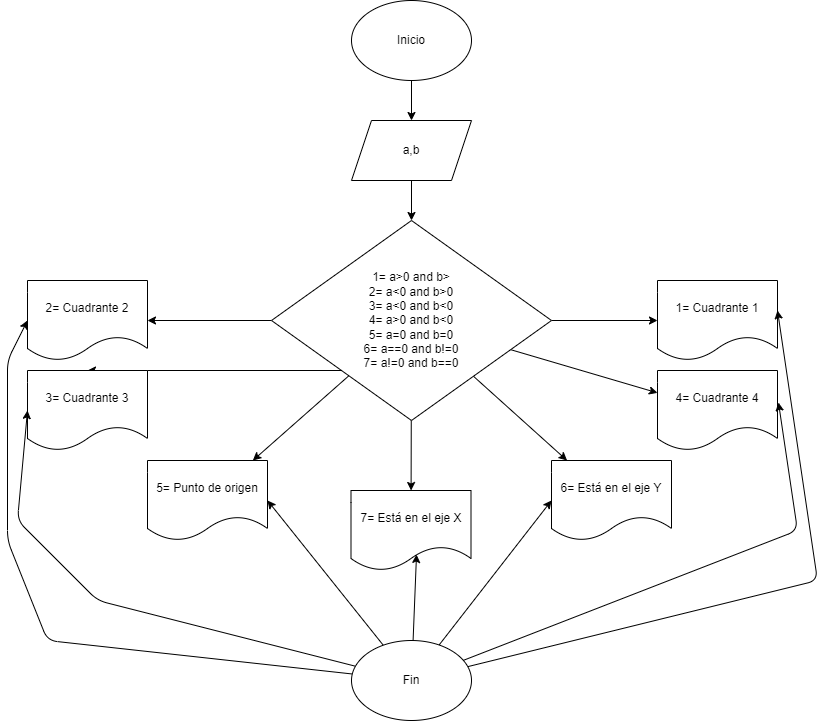 Inicio
a,b
1= a>0 and b>
2= a<0 and b>0
3= a<0 and b<0
4= a>0 and b<0
5= a=0 and b=0
6= a==0 and b!=0
7= a!=0 and b==0
2= Cuadrante 2
1= Cuadrante 1
3= Cuadrante 3
4= Cuadrante 4
5= Punto de origen
7= Está en el eje X
6= Está en el eje Y
Fin